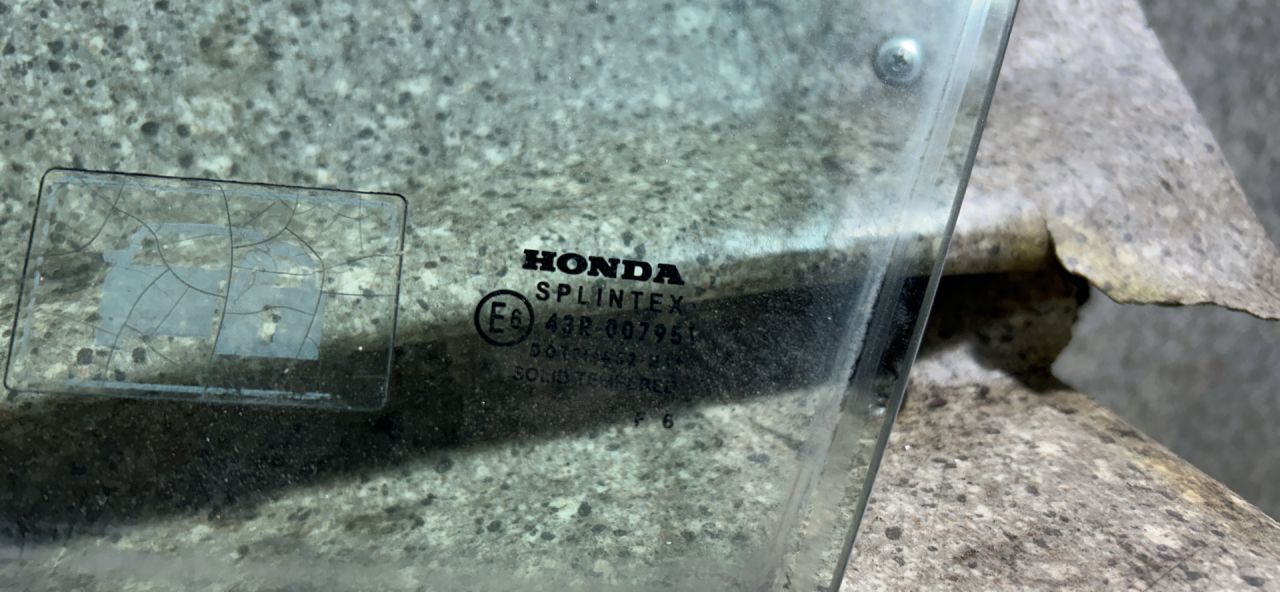 HONDA
SPLINTEX
E6 43R-007951
SOLID TEMPERED
F 6